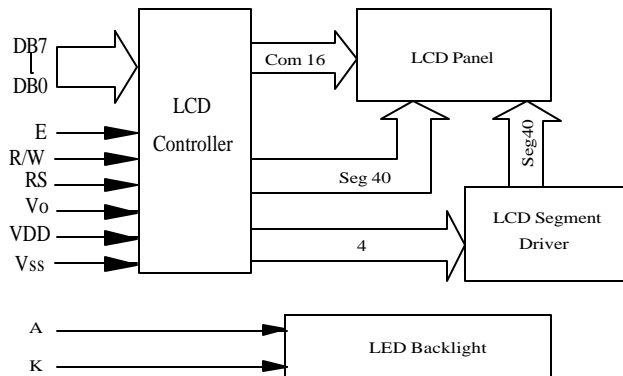 DB7
DB0
E
R/W
RS
Vo
VDD
Vss
LCD
Controller
Com 16
Seg 40
4
LCD Panel
Seg40
LCD Segment
Driver
A
K
LED Backlight